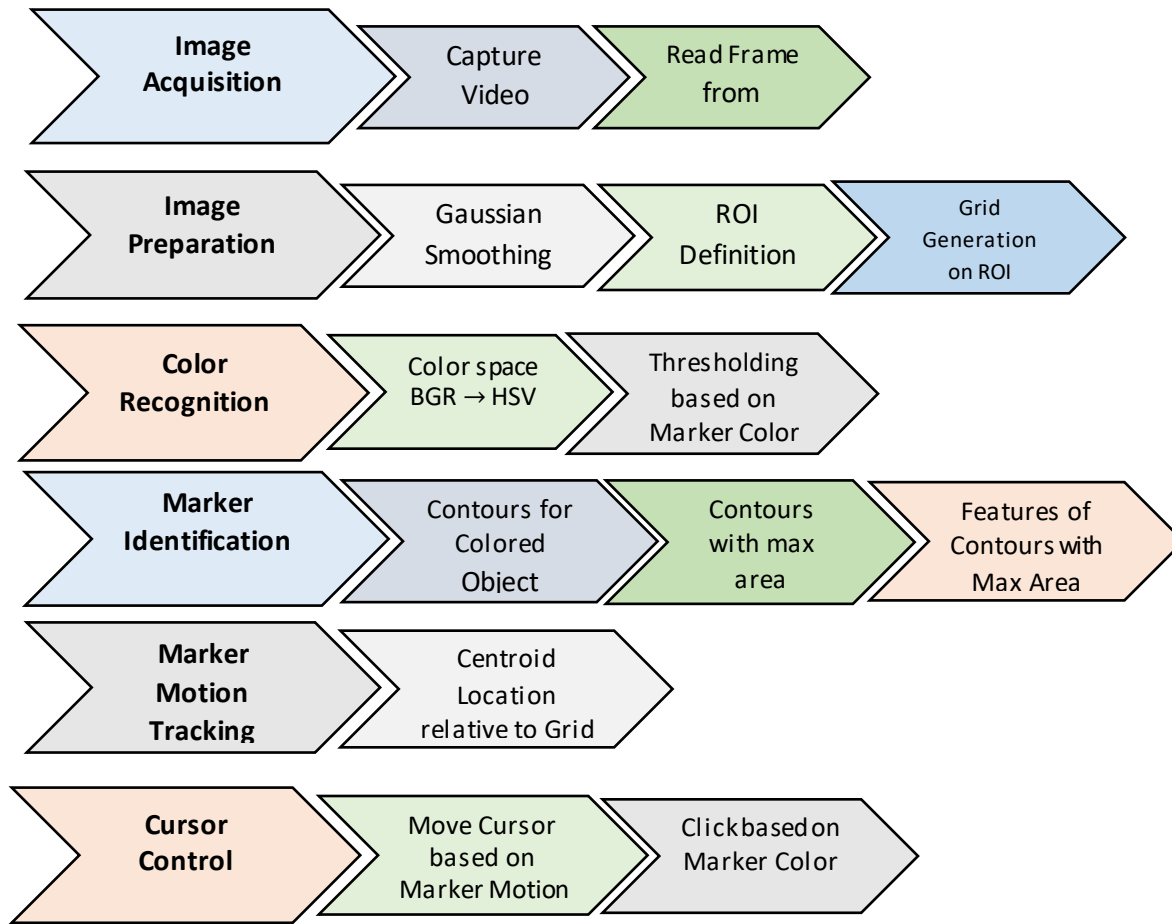 Image
Acquisition
Capture
Video
Read Frame
from
Image
Preparation
Gaussian
Smoothing
ROI
Definition
Grid
Generation
on ROI
Color
Recognition
Color space
BGR → HSV
Thresholding
based on
Marker Color
Marker
Identification
Contours for
Colored
Object
Contours
with max
area
Features of
Contours with
Max Area
Marker
Motion
Tracking
Centroid
Location
relative to Grid
Cursor
Control
Move Cursor
based on
Marker Motion
Click based on
Marker Color